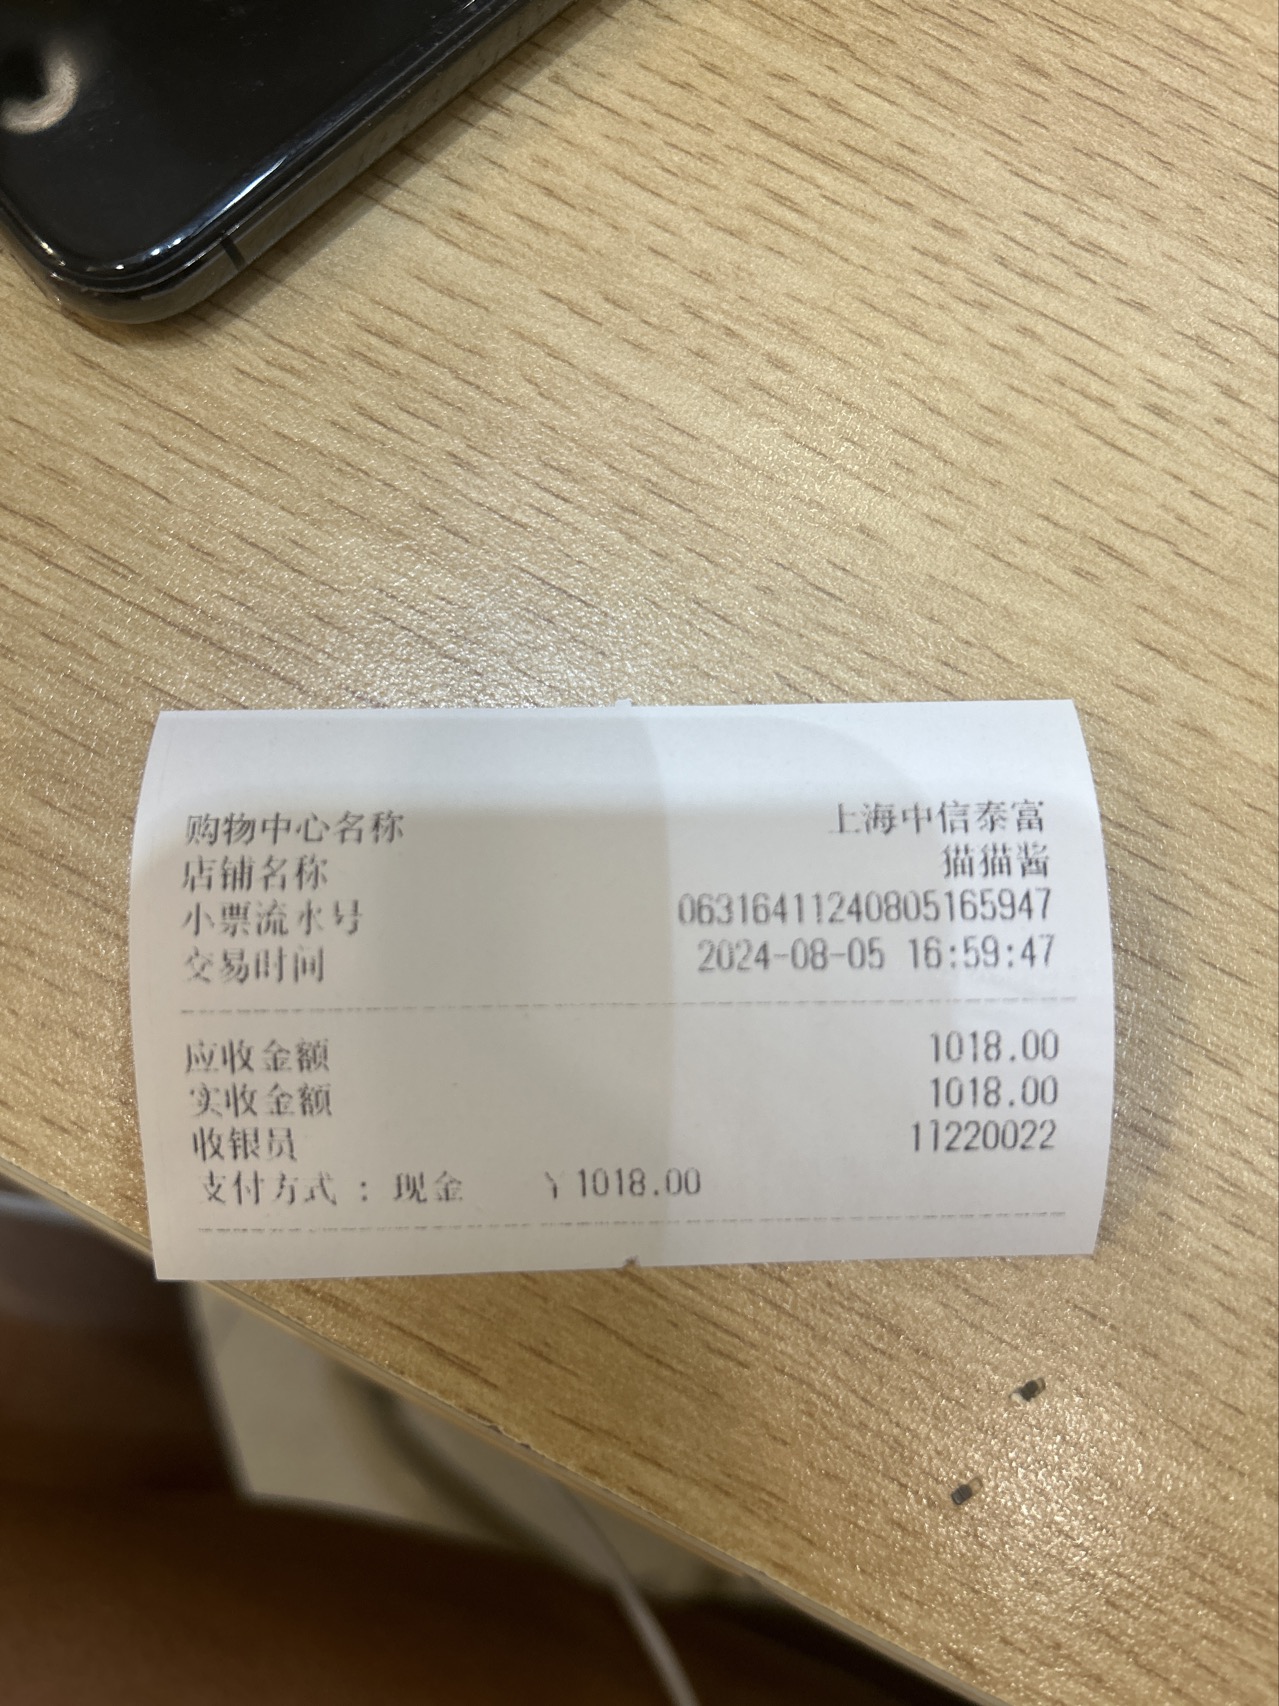 购物中心名称 上海中信泰富
店铺名称 猫猫酱
小票流水号 06316411240805165947
交易时间 2024-08-05 16:59:47
应收金额 1018.00
实收金额 1018.00
收银员 11220022
支付方式 : 现金 ¥1018.00